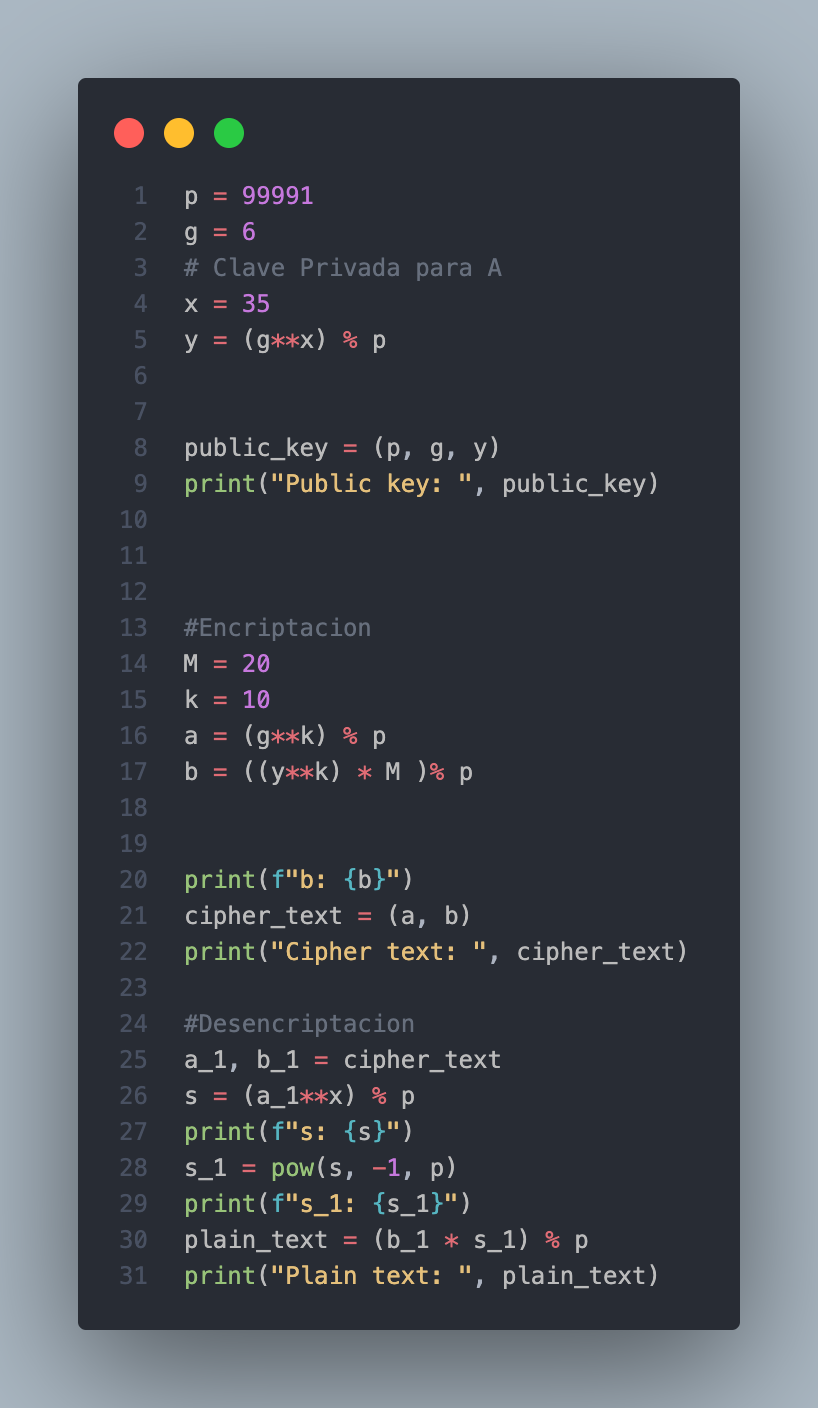 1 p = 99991
2 g = 6
3 # Clave Privada para A
4 x = 35
5 y = (g**x) % p
6
7
8 public_key = (p, g, y)
9 print("Public key: ", public_key)
10
11
12
13 #Encriptacion
14 M = 20
15 k = 10
16 a = (g**k) % p
17 b = ((y**k) * M )% p
18
19
20 print(f"b: {b}")
21 cipher_text = (a, b)
22 print("Cipher text: ", cipher_text)
23
24 #Desencriptacion
25 a_1, b_1 = cipher_text
26 s = (a_1**x) % p
27 print(f"s: {s}")
28 s_1 = pow(s, -1, p)
29 print(f"s_1: {s_1}")
30 plain_text = (b_1 * s_1) % p
31 print("Plain text: ", plain_text)